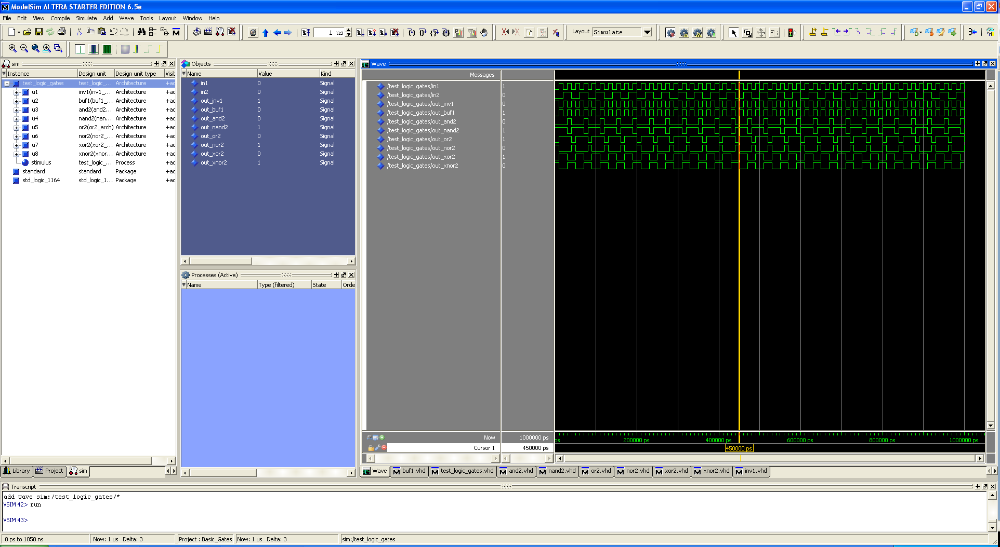 ModelSim ALTERA STARTER EDITION 6.5e
File Edit View Compile Simulate Add Wave Tools Layout Window Help
1 us
Layout Simulate
sim
Instance Design unit Design unit type Visit
test_logic_gates test_logic_... Architecture +ac
u1 inv1(inv1_... Architecture +ac
u2 buf1(buf1_... Architecture +ac
u3 and2(and2... Architecture +ac
u4 nand2(nan... Architecture +ac
u5 or2(or2_arch) Architecture +ac
u6 nor2(nor2_... Architecture +ac
u7 xor2(xor2_... Architecture +ac
u8 xnor2(xnor... Architecture +ac
stimulus test_logic_... Process +ac
standard standard Package +ac
std_logic_1164 std_logic_1... Package +ac
Library Project sim
Objects
Name Value Kind
in1 0 Signal
in2 0 Signal
out_inv1 1 Signal
out_buf1 0 Signal
out_and2 0 Signal
out_nand2 1 Signal
out_or2 0 Signal
out_nor2 1 Signal
out_xor2 0 Signal
out_xnor2 1 Signal
Processes (Active)
Name Type (filtered) State Orde
Wave
Messages
/test_logic_gates/in1 1
/test_logic_gates/in2 0
/test_logic_gates/out_inv1 0
/test_logic_gates/out_buf1 1
/test_logic_gates/out_and2 0
/test_logic_gates/out_nand2 1
/test_logic_gates/out_or2 1
/test_logic_gates/out_nor2 0
/test_logic_gates/out_xor2 1
/test_logic_gates/out_xnor2 0
Now 1000000 ps
ps 200000 ps 400000 ps 600000 ps 800000 ps 1000000 ps
Cursor 1 450000 ps
450000 ps
Wave buf1.vhd test_logic_gates.vhd and2.vhd nand2.vhd or2.vhd nor2.vhd xor2.vhd xnor2.vhd inv1.vhd
Transcript
add wave sim:/test_logic_gates/*
VSIM 42> run
VSIM 43>
0 ps to 1050 ns Now: 1 us Delta: 3 Project : Basic_Gates Now: 1 us Delta: 3 sim:/test_logic_gates